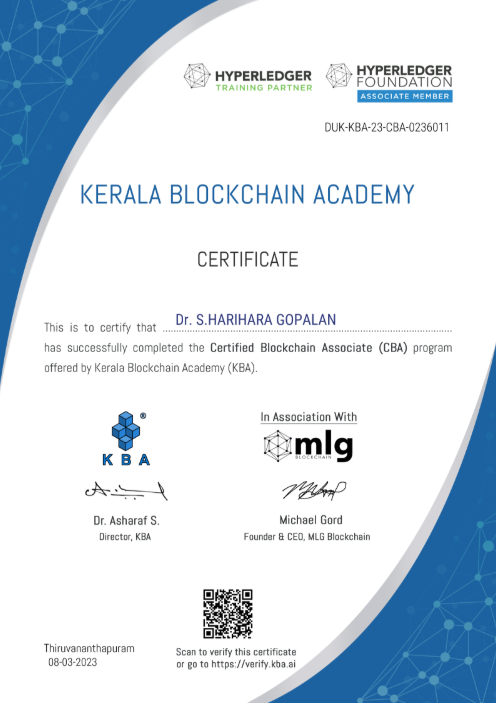 HYPERLEDGER
TRAINING PARTNER
HYPERLEDGER
FOUNDATION
ASSOCIATE MEMBER
DUK-KBA-23-CBA-0236011
KERALA BLOCKCHAIN ACADEMY
CERTIFICATE
This is to certify that Dr. S.HARIHARA GOPALAN
has successfully completed the Certified Blockchain Associate (CBA) program
offered by Kerala Blockchain Academy (KBA).
®
KBA
In Association With
mlg
BLOCKCHAIN
Dr. Asharaf S.
Director, KBA
Michael Gord
Founder & CEO, MLG Blockchain
Thiruvananthapuram
08-03-2023
Scan to verify this certificate
or go to https://verify.kba.ai